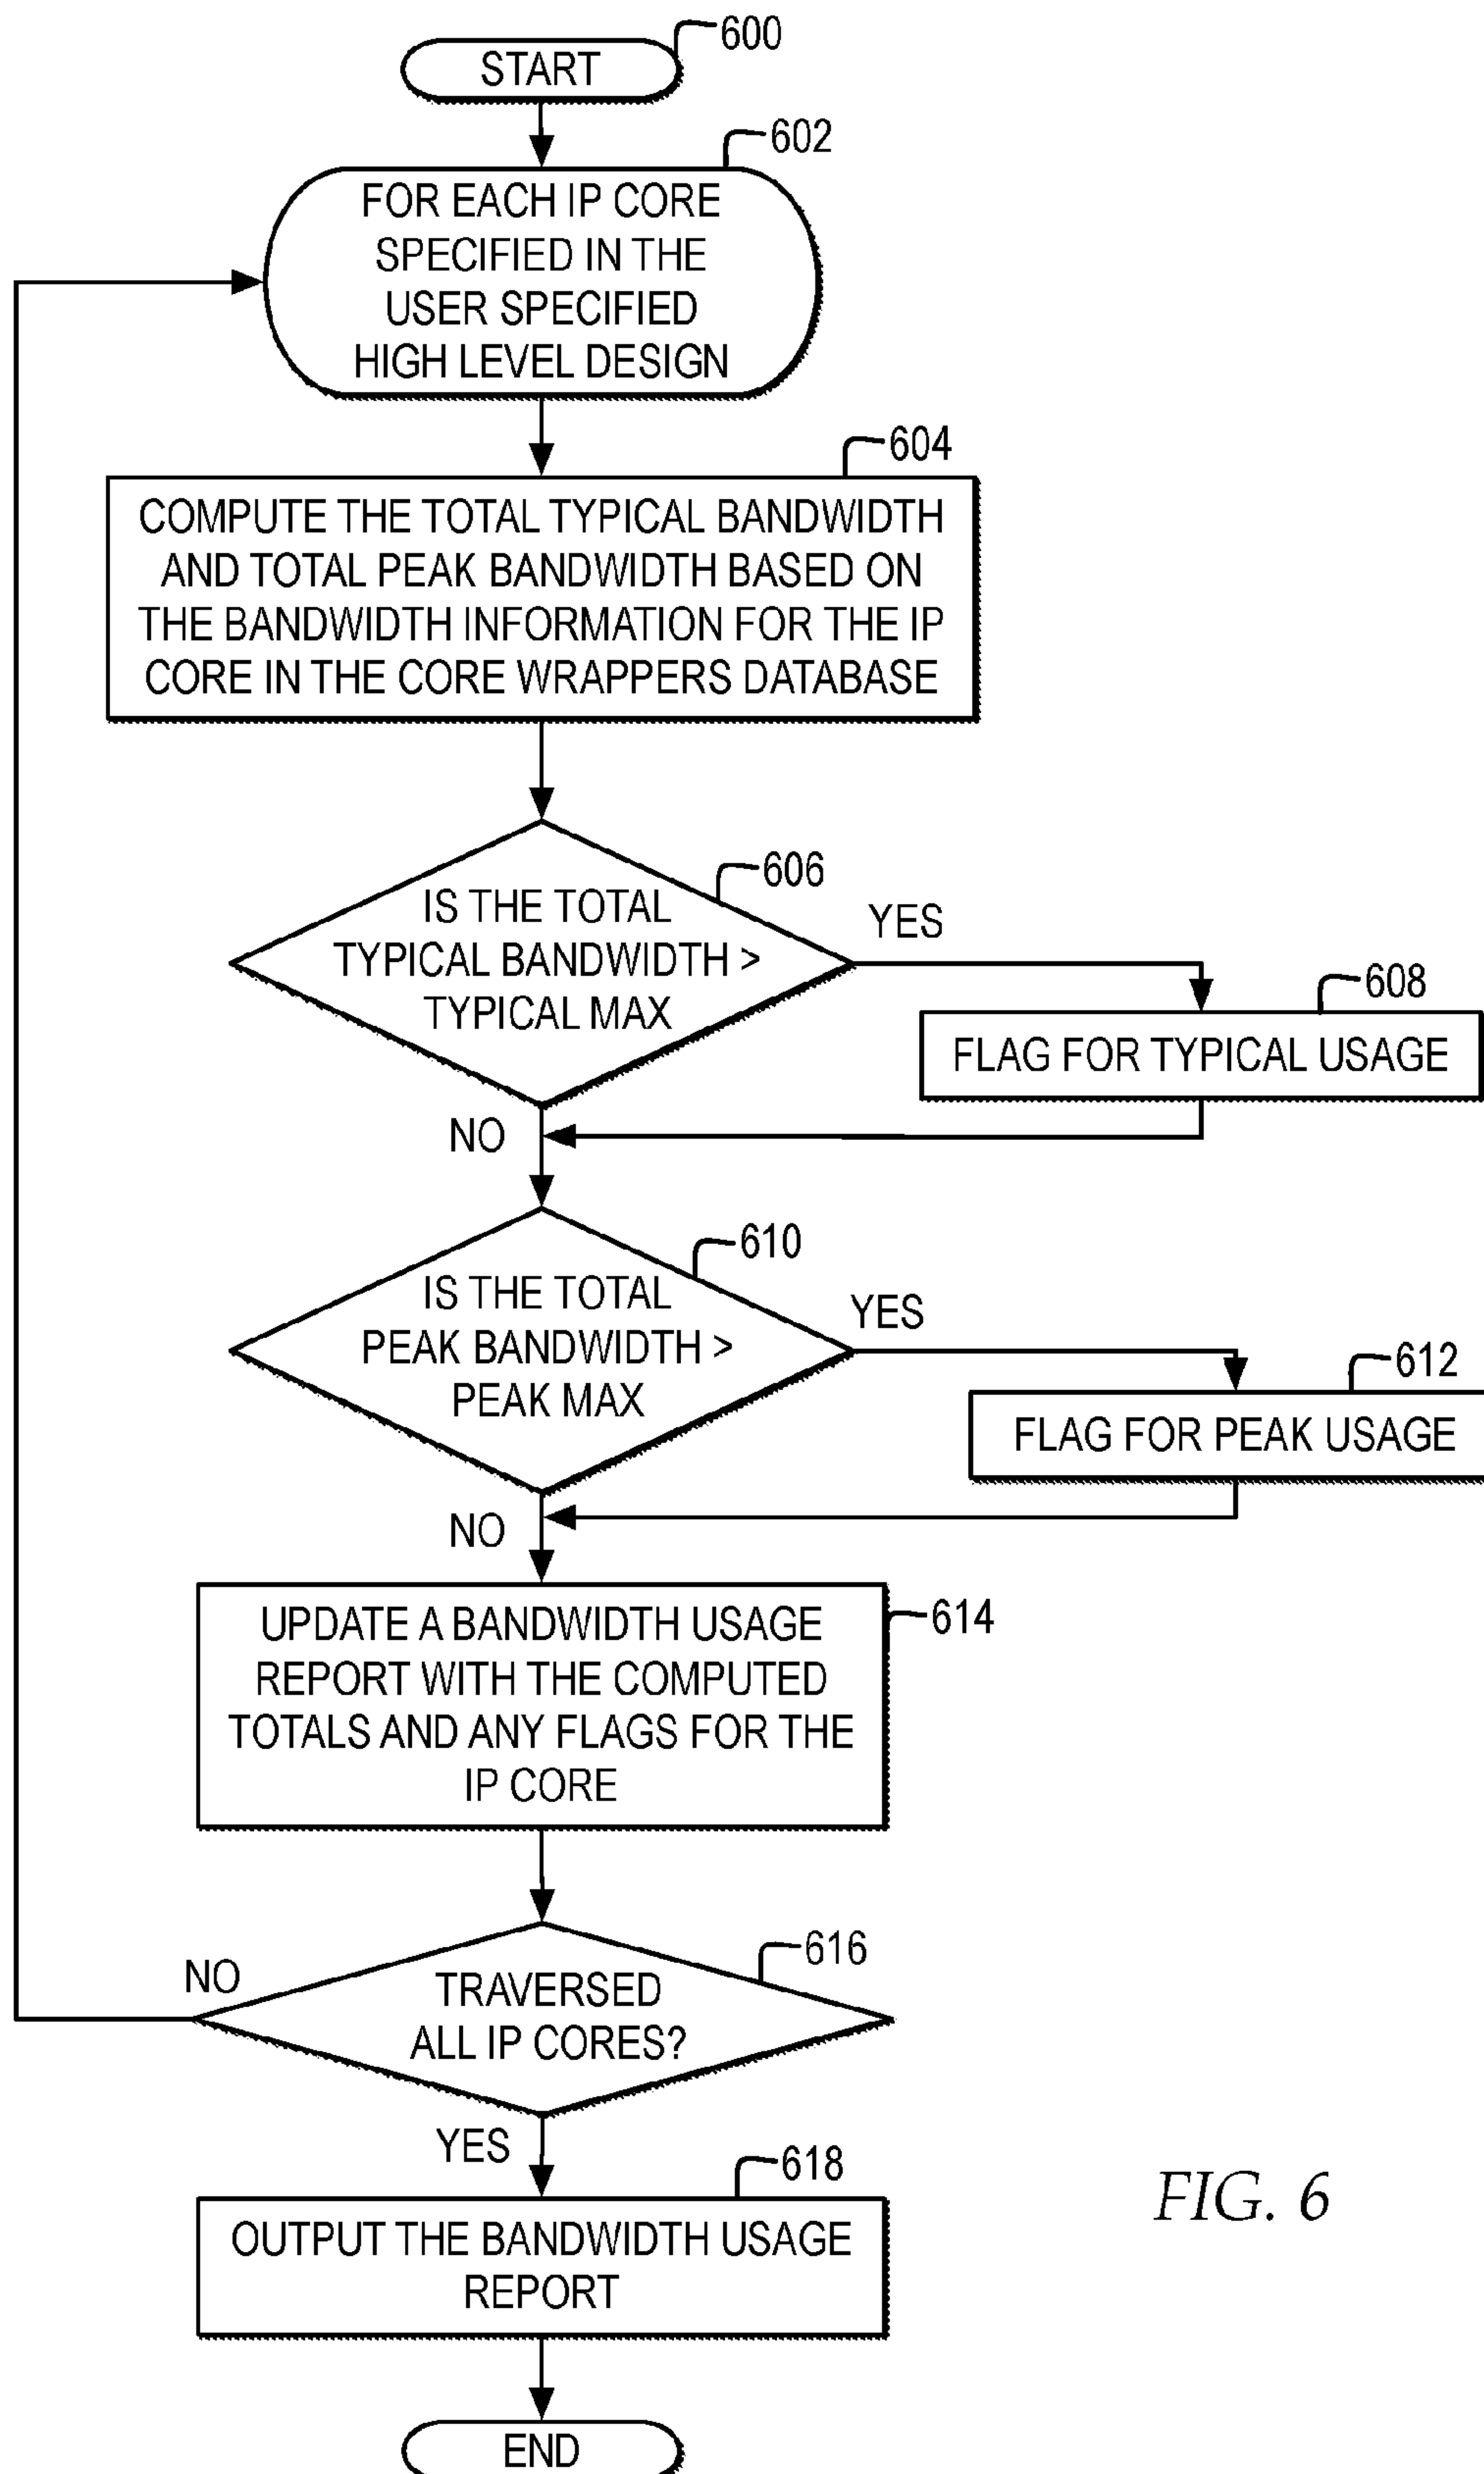 600
START
602
FOR EACH IP CORE
SPECIFIED IN THE
USER SPECIFIED
HIGH LEVEL DESIGN
604
COMPUTE THE TOTAL TYPICAL BANDWIDTH
AND TOTAL PEAK BANDWIDTH BASED ON
THE BANDWIDTH INFORMATION FOR THE IP
CORE IN THE CORE WRAPPERS DATABASE
606
IS THE TOTAL
TYPICAL BANDWIDTH >
TYPICAL MAX
YES
608
FLAG FOR TYPICAL USAGE
NO
610
IS THE TOTAL
PEAK BANDWIDTH >
PEAK MAX
YES
612
FLAG FOR PEAK USAGE
NO
614
UPDATE A BANDWIDTH USAGE
REPORT WITH THE COMPUTED
TOTALS AND ANY FLAGS FOR THE
IP CORE
616
NO
TRAVERSED
ALL IP CORES?
YES
618
OUTPUT THE BANDWIDTH USAGE
REPORT
FIG. 6
END